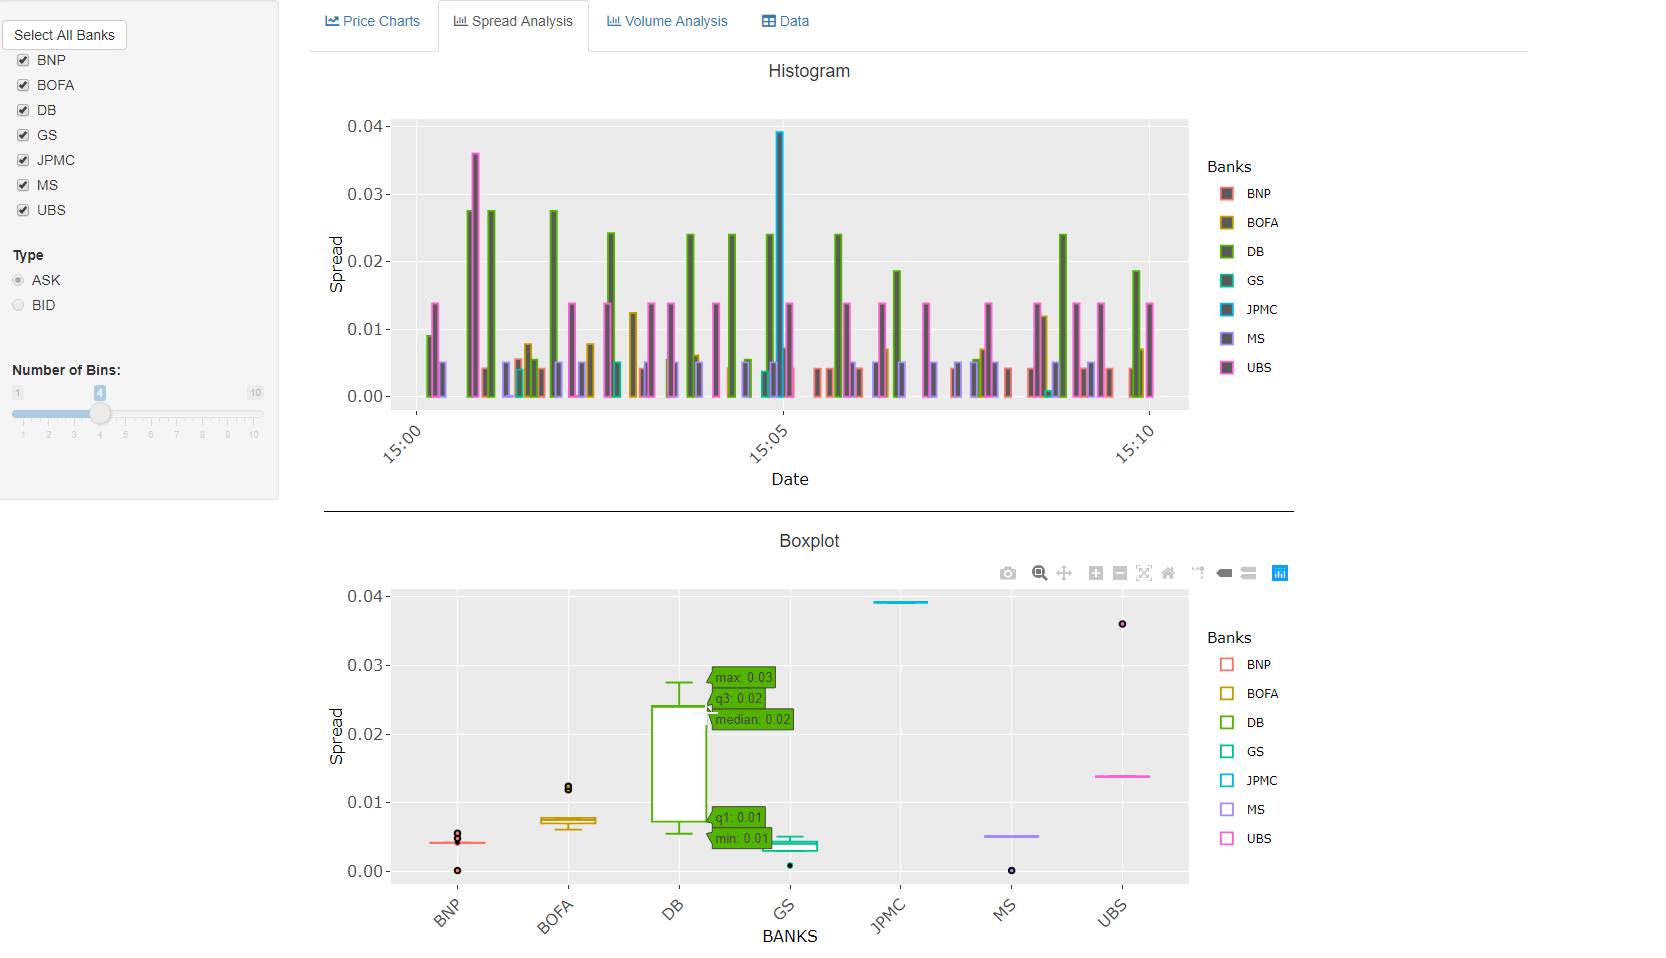 Price Charts
Spread Analysis
Volume Analysis
Data
Select All Banks
BNP
BOFA
DB
GS
JPMC
MS
UBS
Type
ASK
BID
Number of Bins:
1 4 10
1 2 3 4 5 6 7 8 9 10
Histogram
0.04
0.03
0.02
0.01
0.00
Spread
15:00 15:05 15:10
Date
Banks
BNP
BOFA
DB
GS
JPMC
MS
UBS
Boxplot
0.04
0.03
0.02
0.01
0.00
Spread
max: 0.03
q3: 0.02
median: 0.02
q1: 0.01
min: 0.01
BNP BOFA DB GS JPMC MS UBS
BANKS
Banks
BNP
BOFA
DB
GS
JPMC
MS
UBS